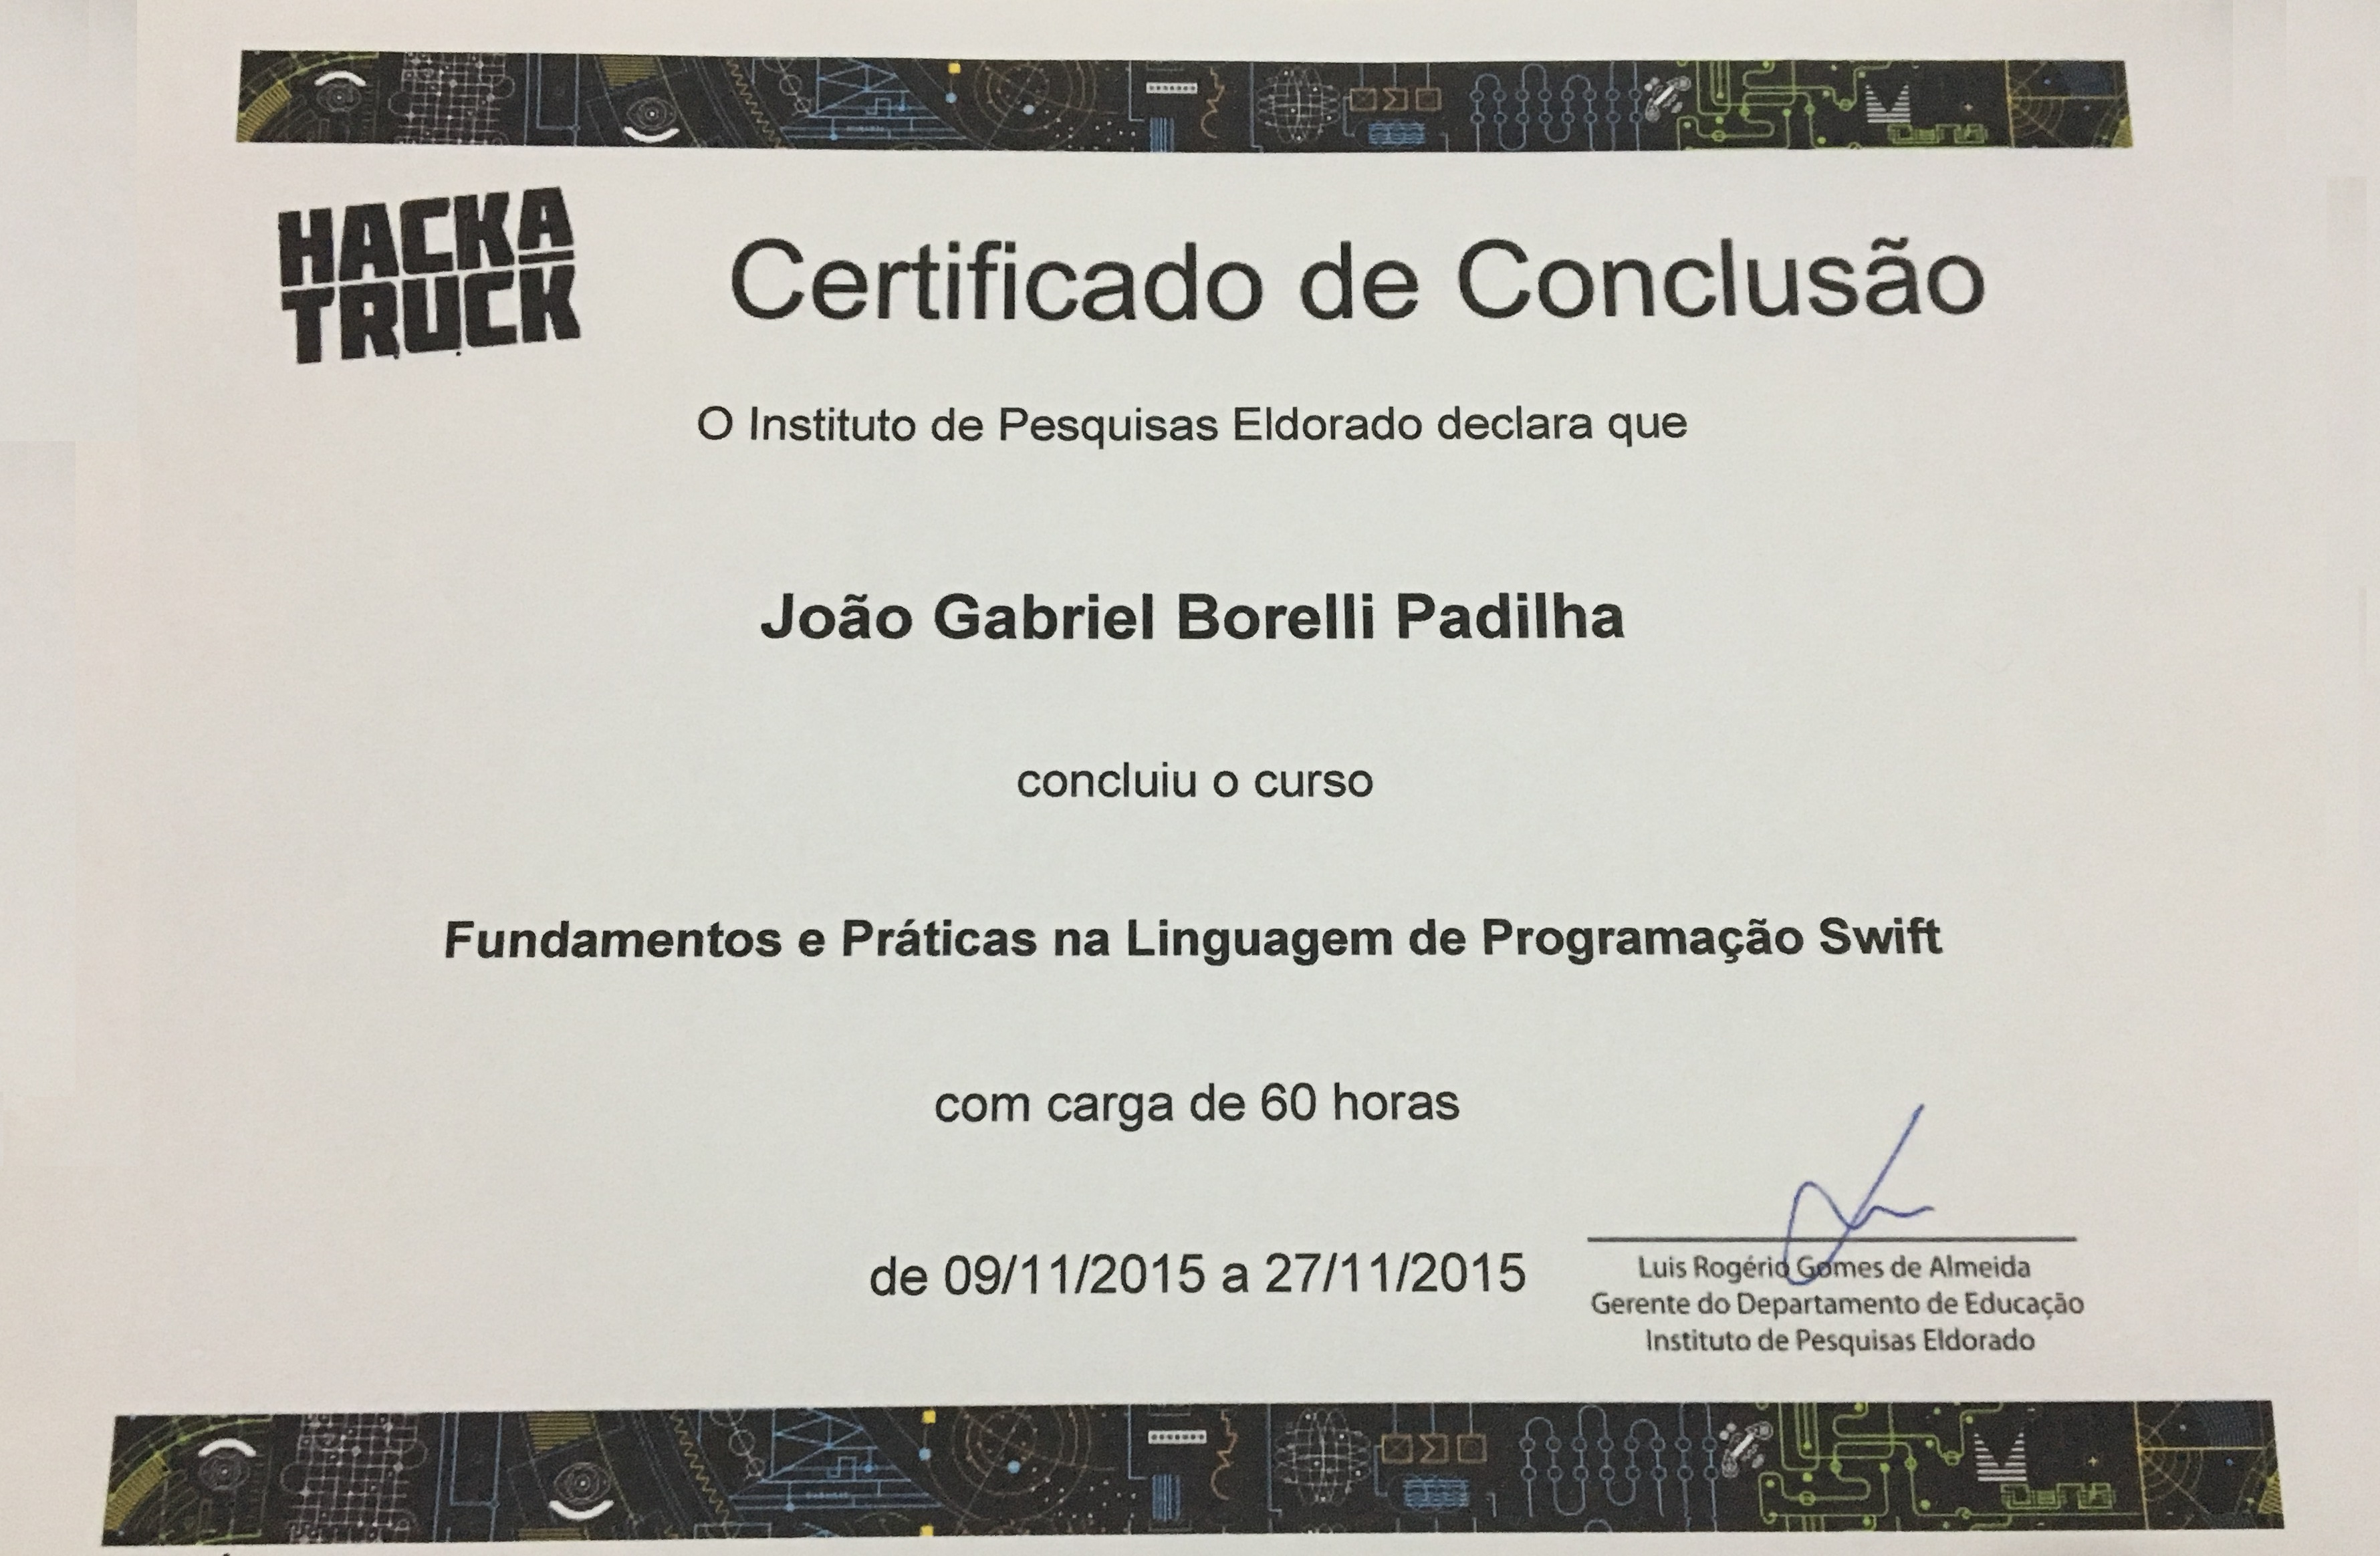 HACKA
TRUCK
Certificado de Conclusão
O Instituto de Pesquisas Eldorado declara que
João Gabriel Borelli Padilha
concluiu o curso
Fundamentos e Práticas na Linguagem de Programação Swift
com carga de 60 horas
de 09/11/2015 a 27/11/2015
Luis Rogério Gomes de Almeida
Gerente do Departamento de Educação
Instituto de Pesquisas Eldorado